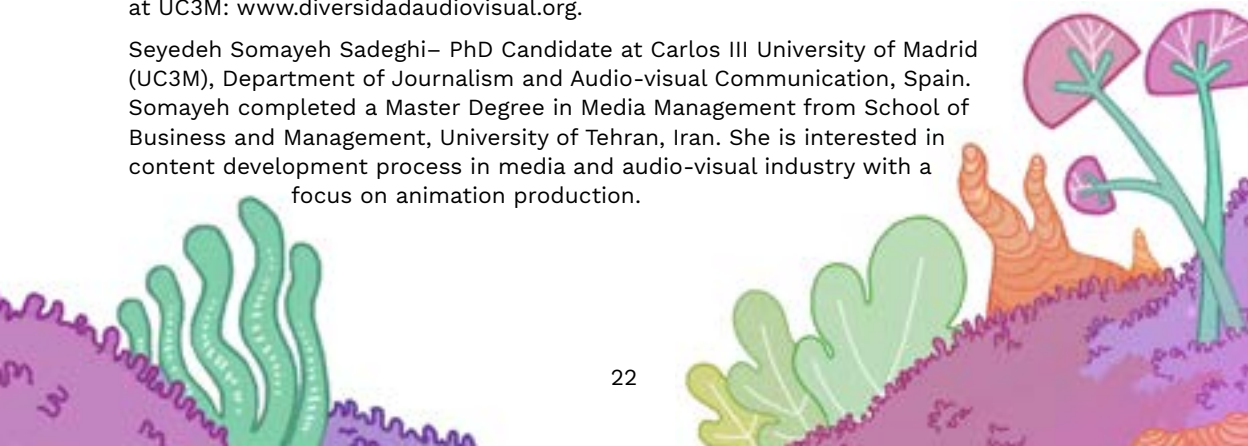 at UC3M: www.diversidadaudiovisual.org.
Seyedeh Somayeh Sadeghi– PhD Candidate at Carlos III University of Madrid
(UC3M), Department of Journalism and Audio-visual Communication, Spain.
Somayeh completed a Master Degree in Media Management from School of
Business and Management, University of Tehran, Iran. She is interested in
content development process in media and audio-visual industry with a
focus on animation production.
22